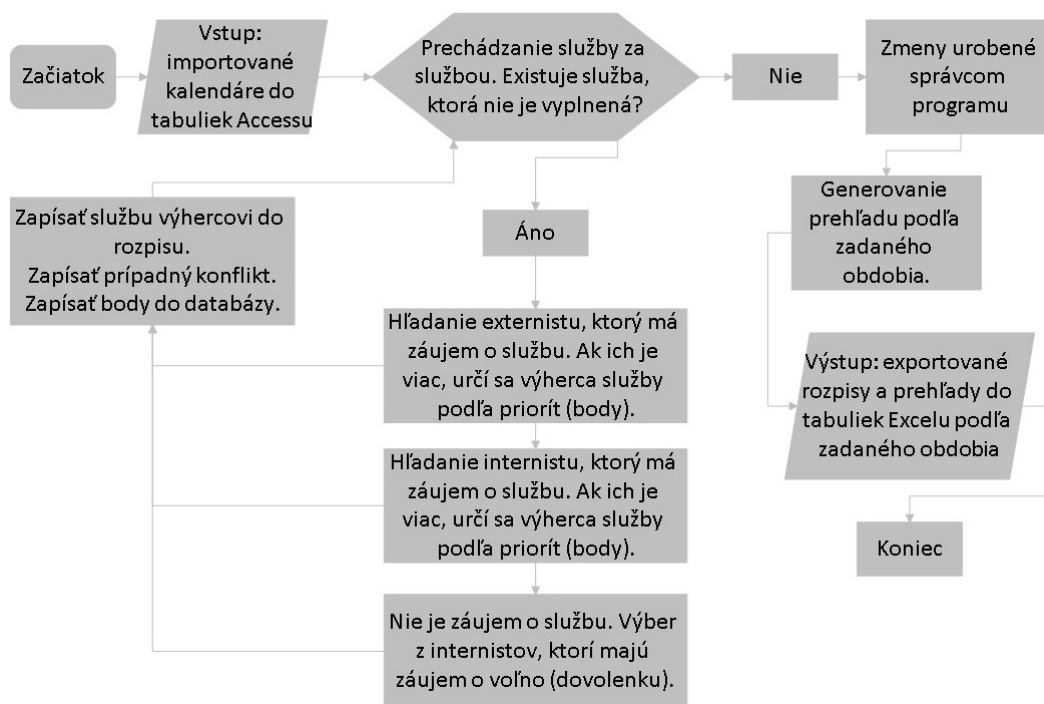 Začiatok
Vstup:
importované
kalendáre do
tabuliek Accessu
Prechádzanie služby za
službou. Existuje služba,
ktorá nie je vyplnená?
Nie
Zmeny urobené
správcom
programu
Zapísať službu výhercovi do
rozpisu.
Zapísať prípadný konflikt.
Zapísať body do databázy.
Áno
Generovanie
prehľadu podľa
zadaného
obdobia.
Hľadanie externistu, ktorý má
záujem o službu. Ak ich je
viac, určí sa výherca služby
podľa priorít (body).
Výstup: exportované
rozpisy a prehľady do
tabuliek Excelu podľa
zadaného obdobia
Hľadanie internistu, ktorý má
záujem o službu. Ak ich je
viac, určí sa výherca služby
podľa priorít (body).
Koniec
Nie je záujem o službu. Výber
z internistov, ktorí majú
záujem o voľno (dovolenku).